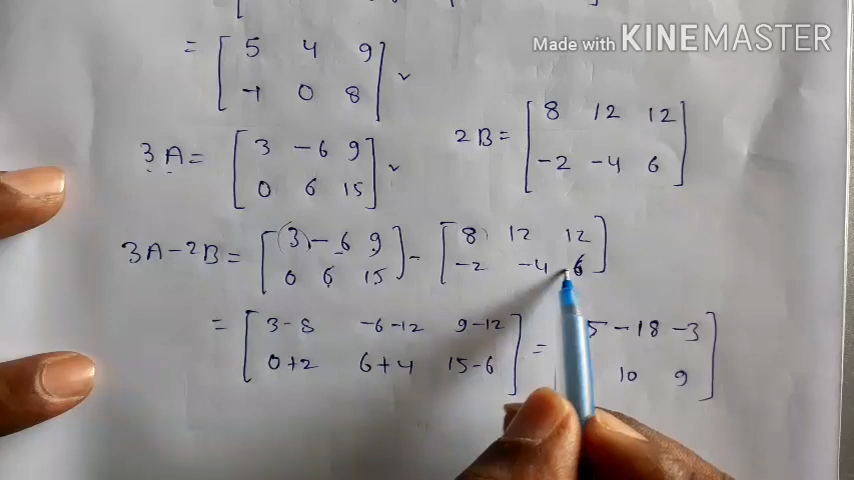 Made with KINEMASTER
= [ 5 4 9
-1 0 8 ]
3A = [ 3 -6 9
0 6 15 ]
2B = [ 8 12 12
-2 -4 6 ]
3A-2B = [ 3 -6 9 ] - [ 8 12 12
0 6 15 -2 -4 6 ]
= [ 3-8 -6-12 9-12
0+2 6+4 15-6 ] = 5 -18 -3
10 9 ]